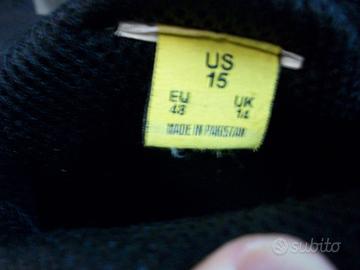 US
15
EU UK
48 14
MADE IN PAKISTAN
subito